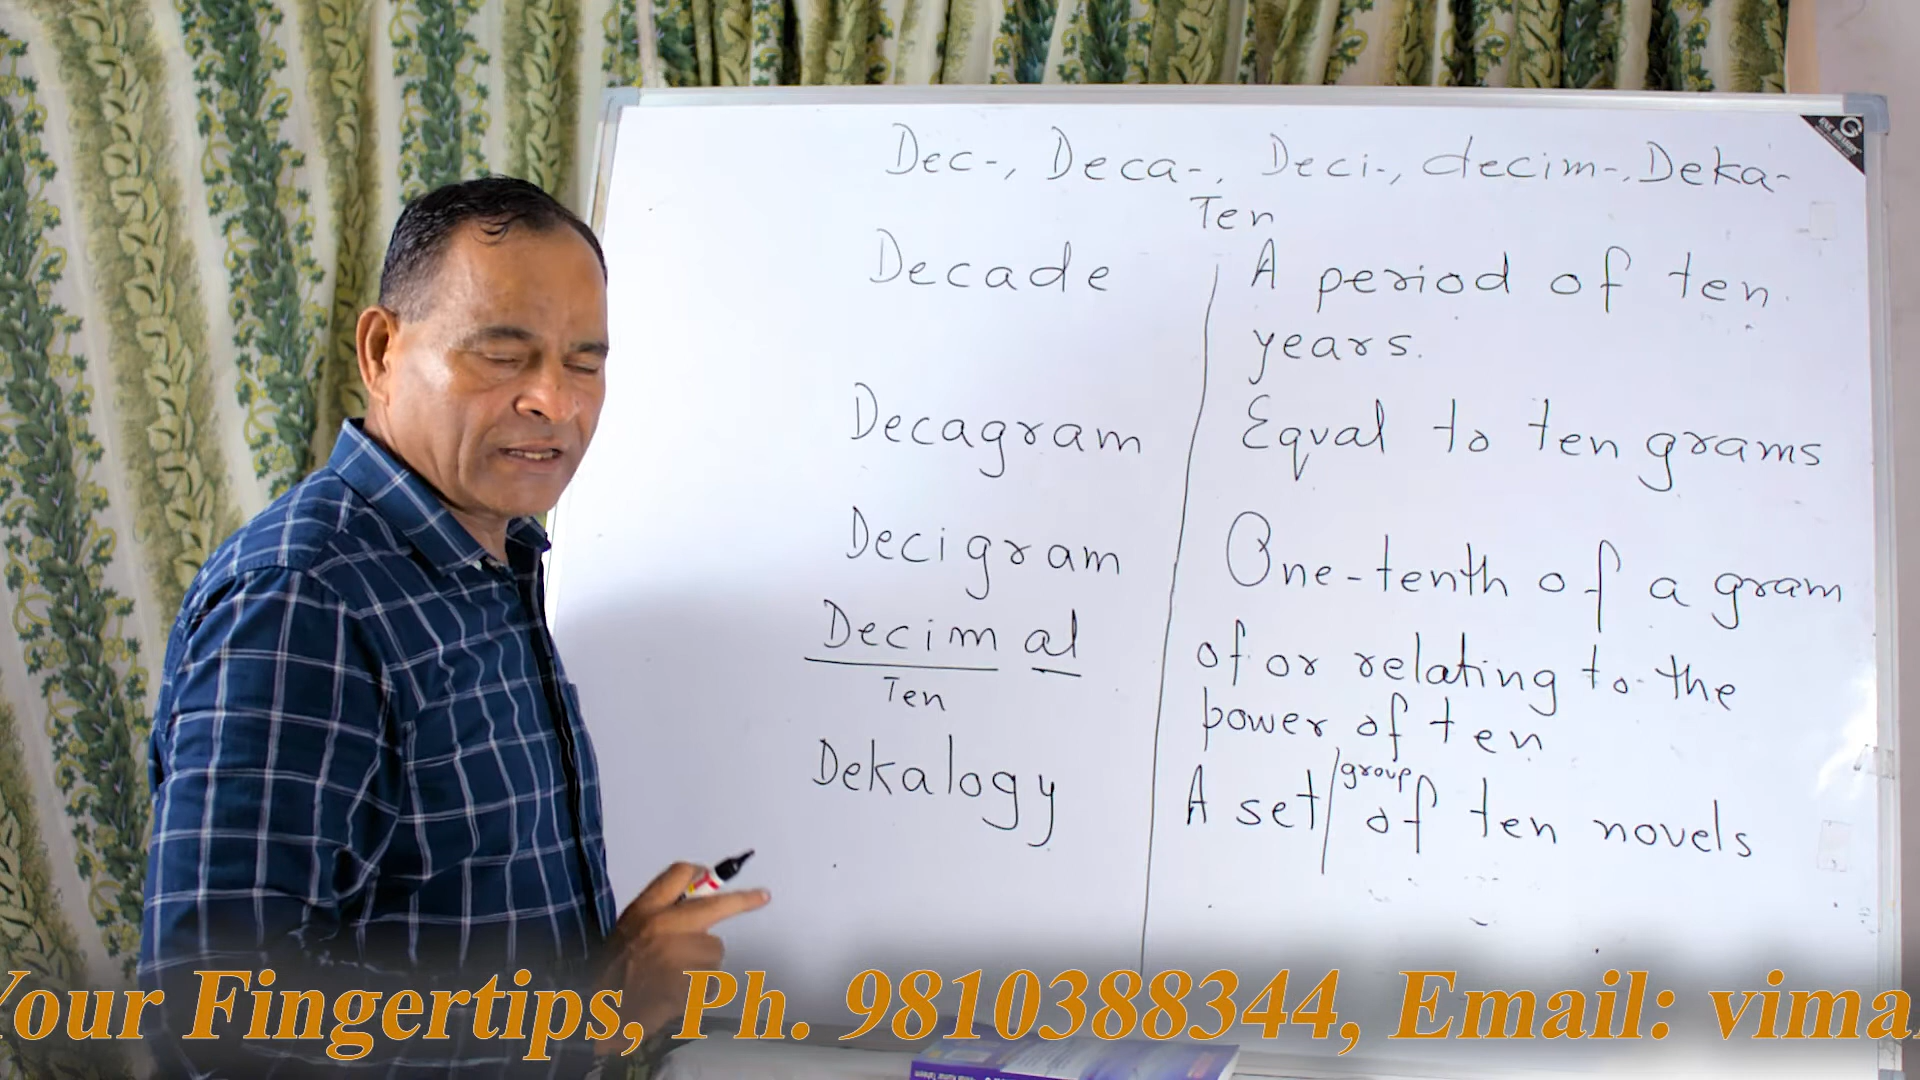 Dec-, Deca-, Deci-, decim-, Deka-
Ten
Decade A period of ten
years.
Decagram Equal to ten grams
Decigram One-tenth of a gram
Decimal of or relating to the
Ten power of ten
Dekalogy A set/group of ten novels
Your Fingertips, Ph. 9810388344, Email: vima